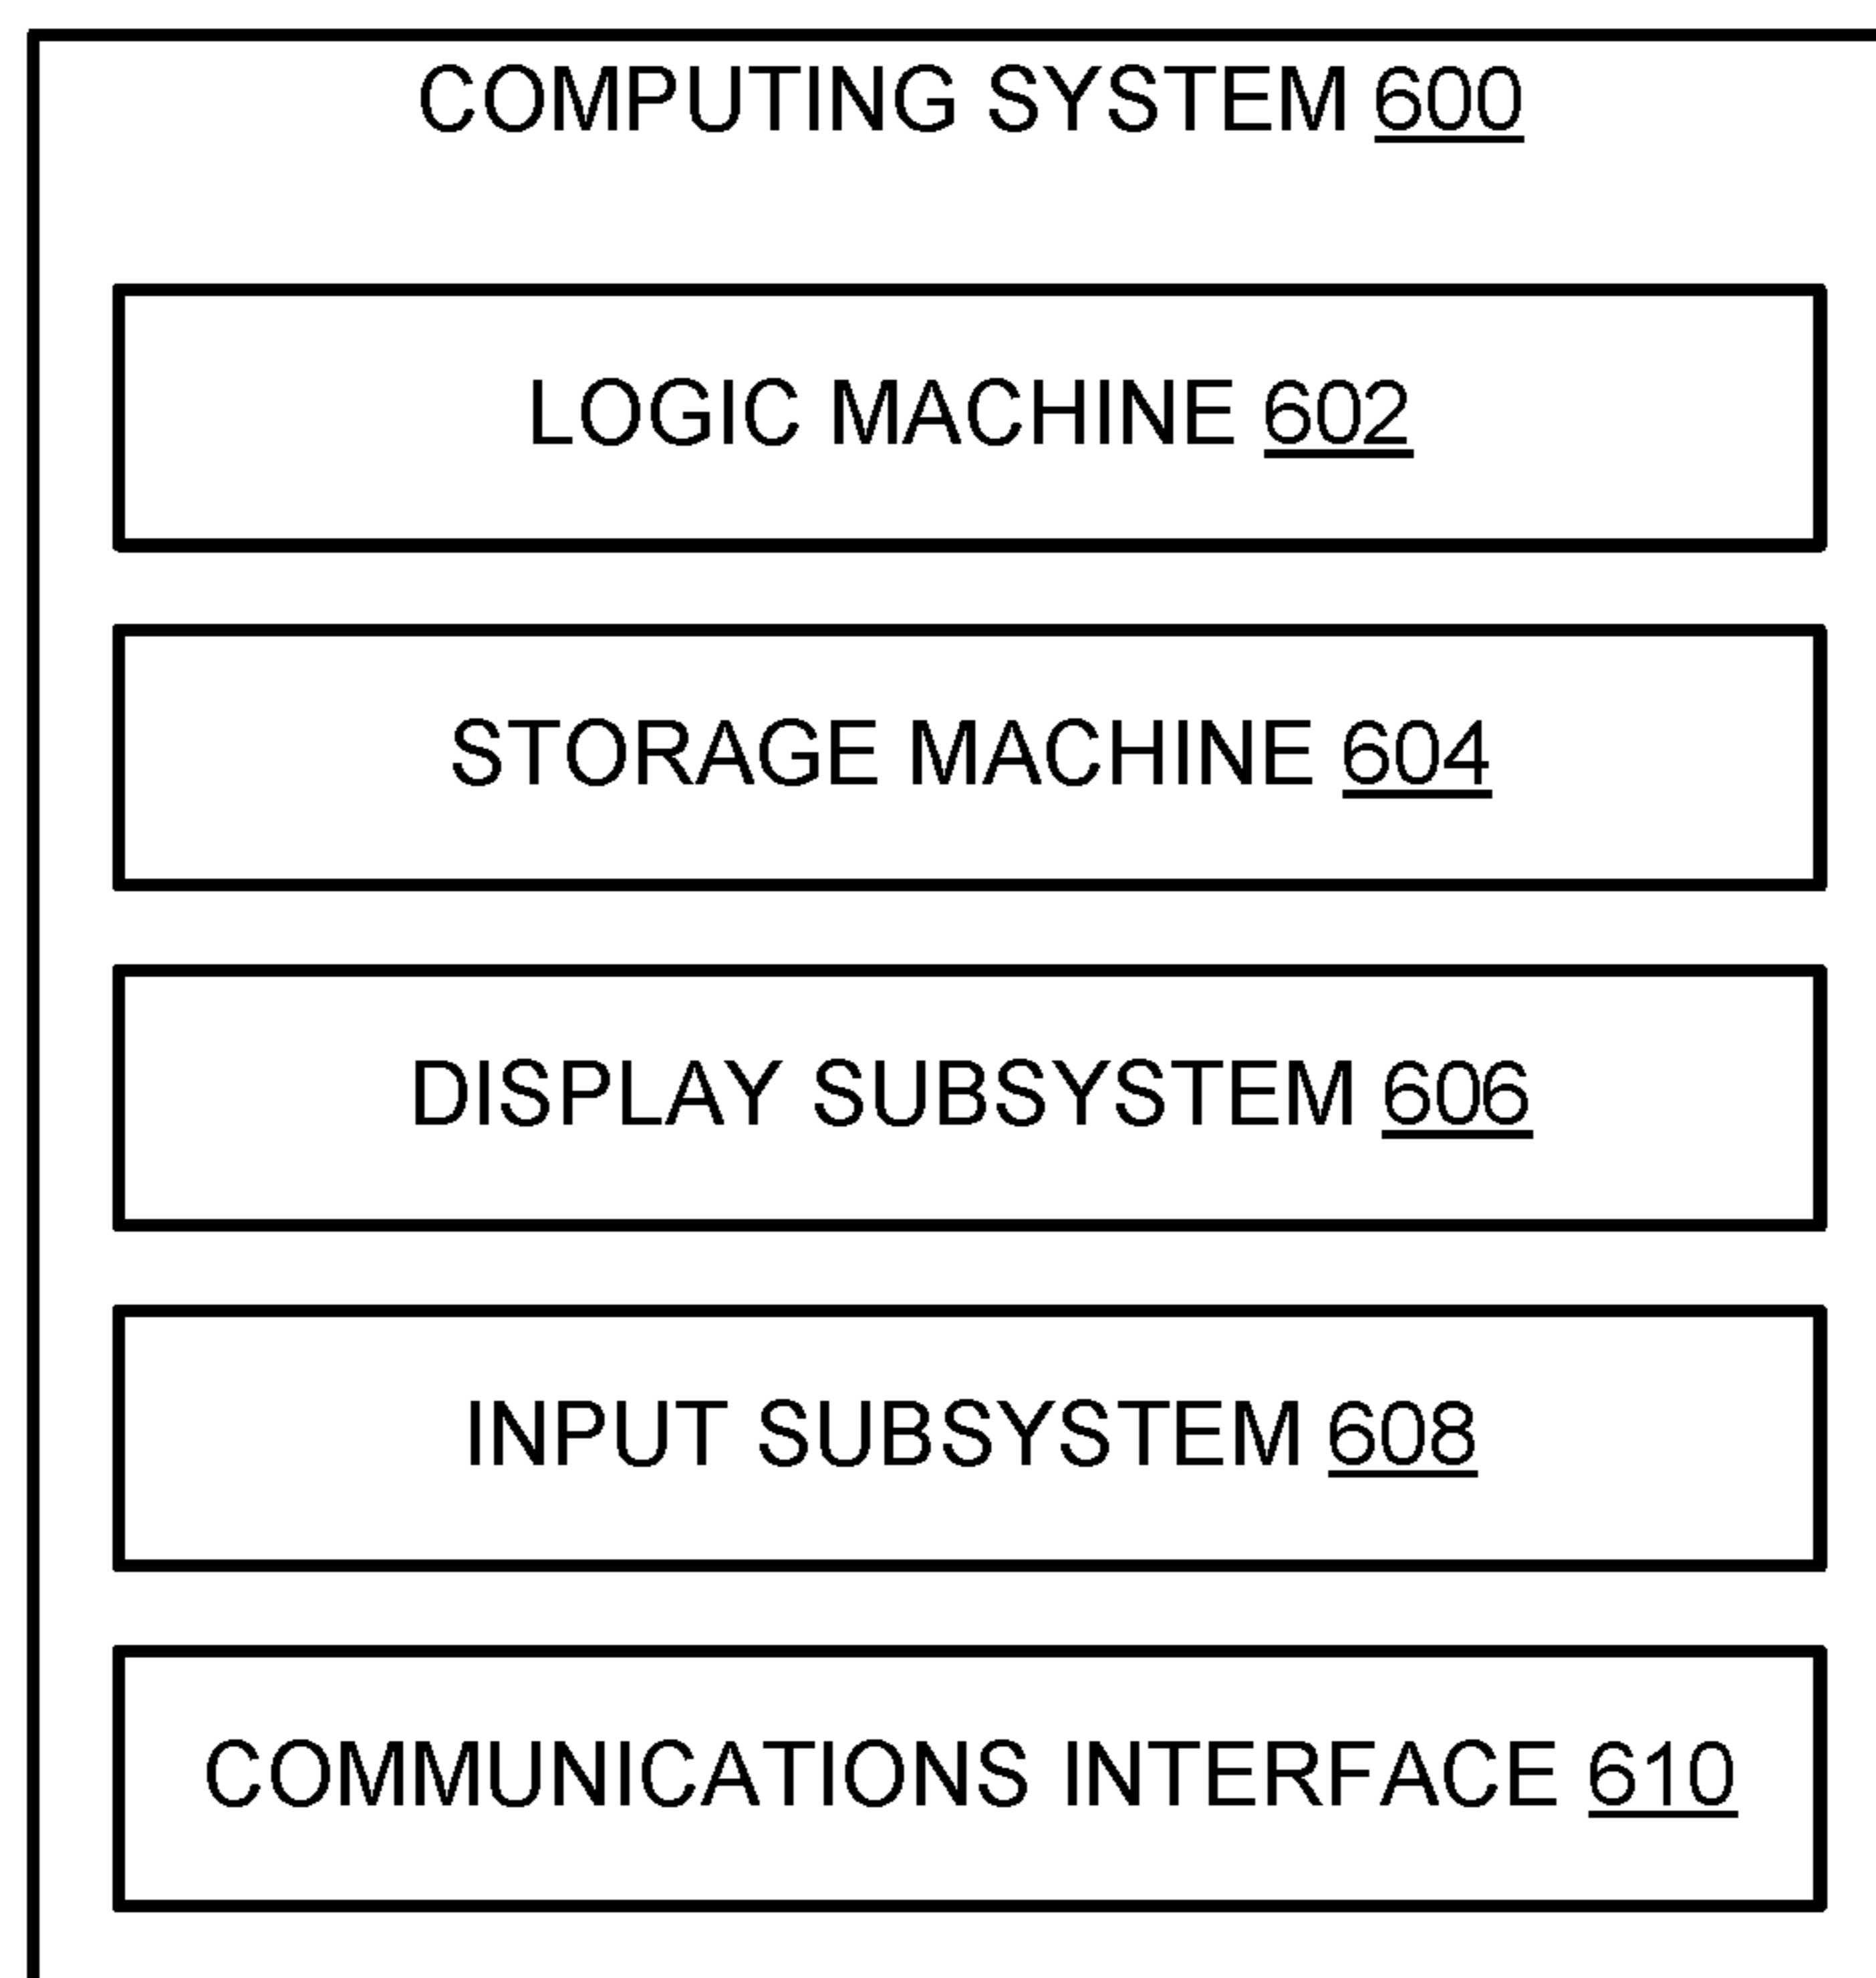 COMPUTING SYSTEM 600
LOGIC MACHINE 602
STORAGE MACHINE 604
DISPLAY SUBSYSTEM 606
INPUT SUBSYSTEM 608
COMMUNICATIONS INTERFACE 610